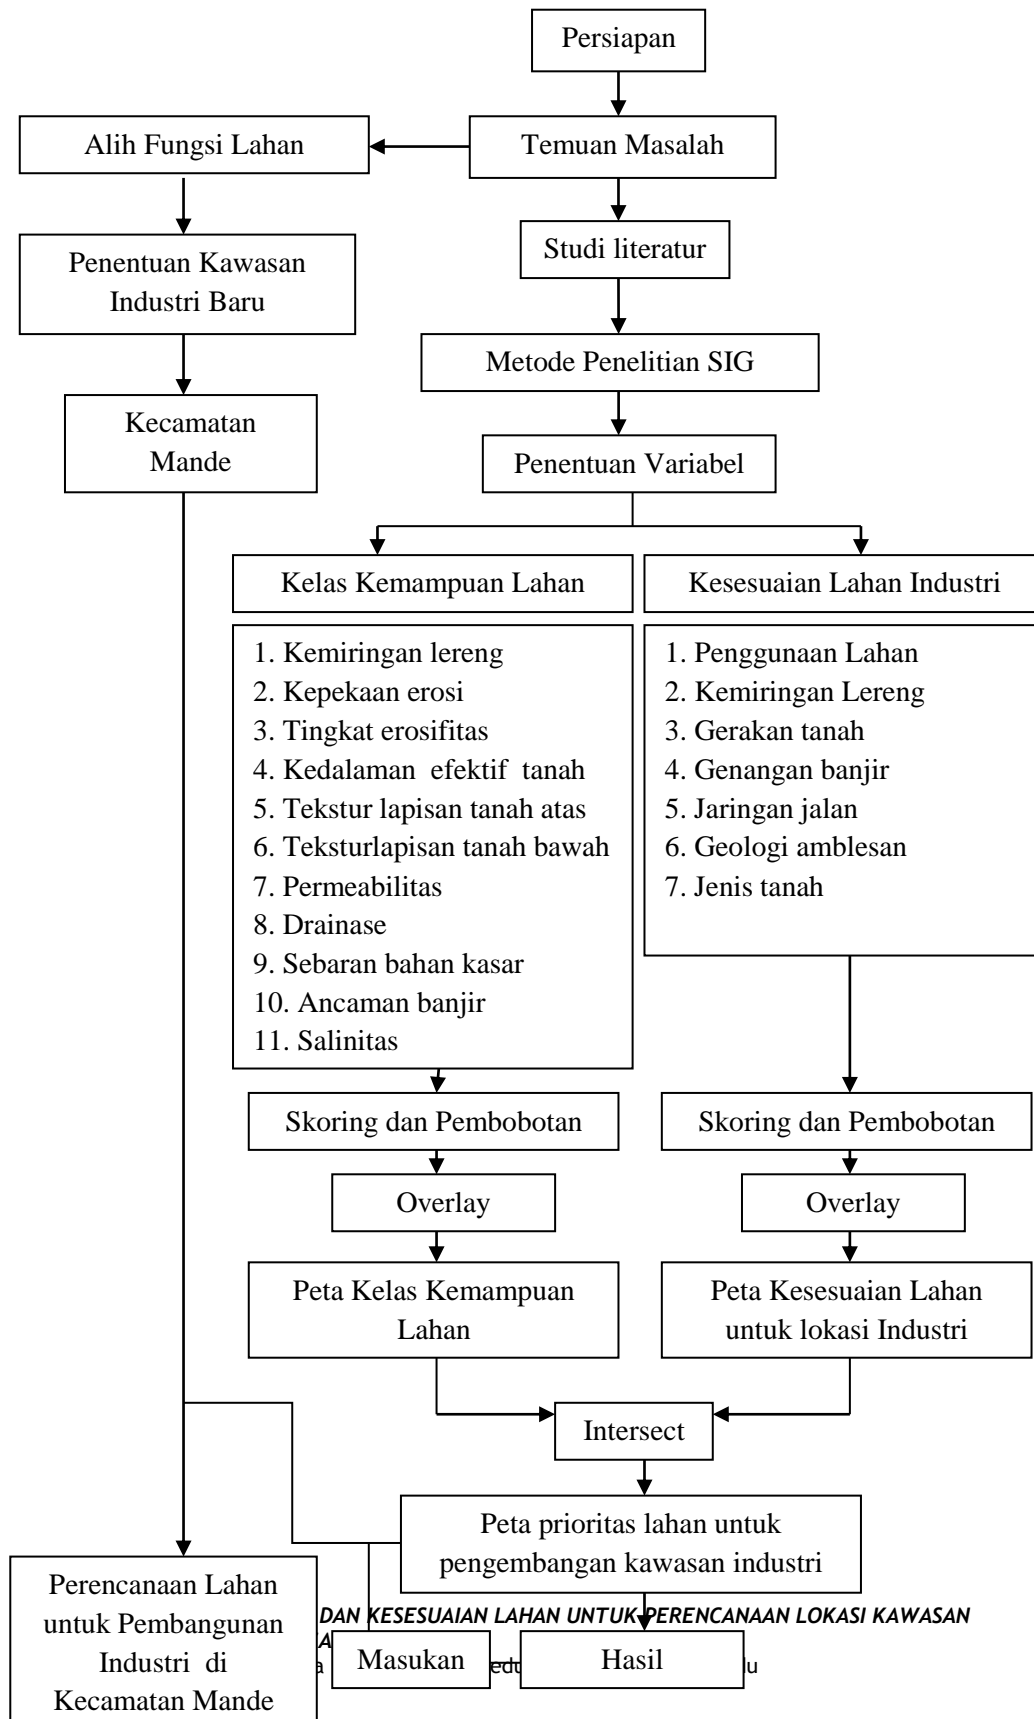 Persiapan
Alih Fungsi Lahan
Temuan Masalah
Penentuan Kawasan
Industri Baru
Studi literatur
Metode Penelitian SIG
Kecamatan
Mande
Penentuan Variabel
Kelas Kemampuan Lahan
Kesesuaian Lahan Industri
1. Kemiringan lereng
2. Kepekaan erosi
3. Tingkat erosifitas
4. Kedalaman efektif tanah
5. Tekstur lapisan tanah atas
6. Teksturlapisan tanah bawah
7. Permeabilitas
8. Drainase
9. Sebaran bahan kasar
10. Ancaman banjir
11. Salinitas
1. Penggunaan Lahan
2. Kemiringan Lereng
3. Gerakan tanah
4. Genangan banjir
5. Jaringan jalan
6. Geologi amblesan
7. Jenis tanah
Skoring dan Pembobotan
Skoring dan Pembobotan
Overlay
Overlay
Peta Kelas Kemampuan
Lahan
Peta Kesesuaian Lahan
untuk lokasi Industri
Intersect
Peta prioritas lahan untuk
pengembangan kawasan industri
Perencanaan Lahan
untuk Pembangunan
Industri di
Kecamatan Mande
DAN KESESUAIAN LAHAN UNTUK PERENCANAAN LOKASI KAWASAN
Masukan
Hasil